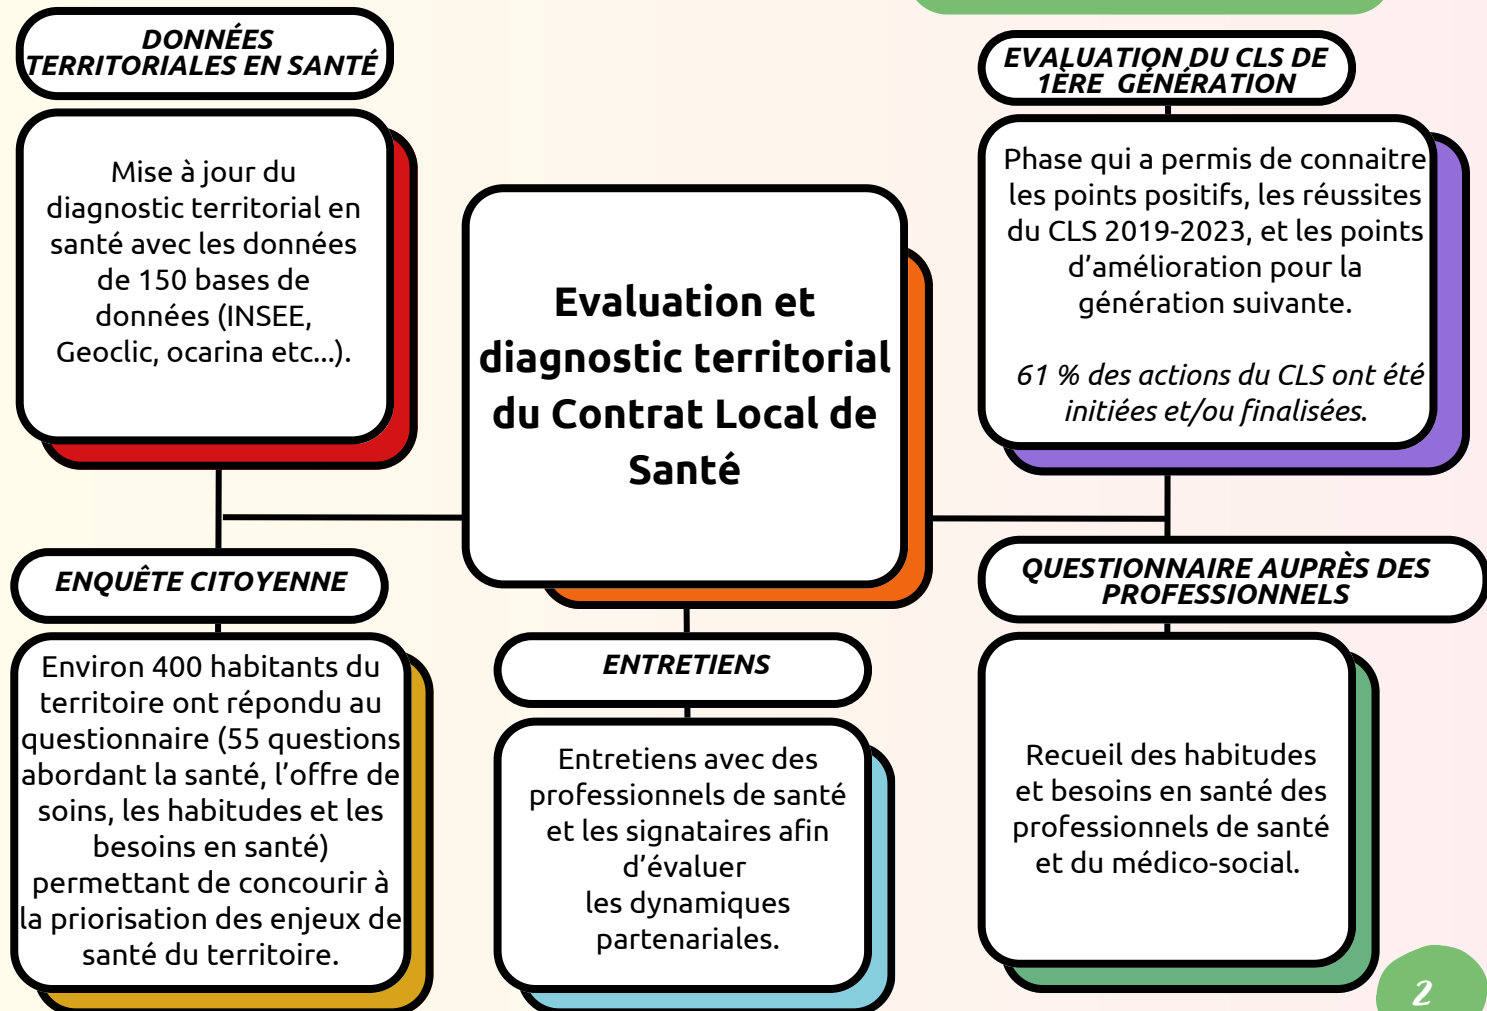 DONNÉES
TERRITORIALES EN SANTÉ
Mise à jour du
diagnostic territorial en
santé avec les données
de 150 bases de
données (INSEE,
Geoclic, ocarina etc...).
EVALUATION DU CLS DE
1ÈRE GÉNÉRATION
Phase qui a permis de connaitre
les points positifs, les réussites
du CLS 2019-2023, et les points
d’amélioration pour la
génération suivante.
61 % des actions du CLS ont été
initiées et/ou finalisées.
Evaluation et
diagnostic territorial
du Contrat Local de
Santé
ENQUÊTE CITOYENNE
Environ 400 habitants du
territoire ont répondu au
questionnaire (55 questions
abordant la santé, l’offre de
soins, les habitudes et les
besoins en santé)
permettant de concourir à
la priorisation des enjeux de
santé du territoire.
ENTRETIENS
Entretiens avec des
professionnels de santé
et les signataires afin
d’évaluer
les dynamiques
partenariales.
QUESTIONNAIRE AUPRÈS DES
PROFESSIONNELS
Recueil des habitudes
et besoins en santé des
professionnels de santé
et du médico-social.
2